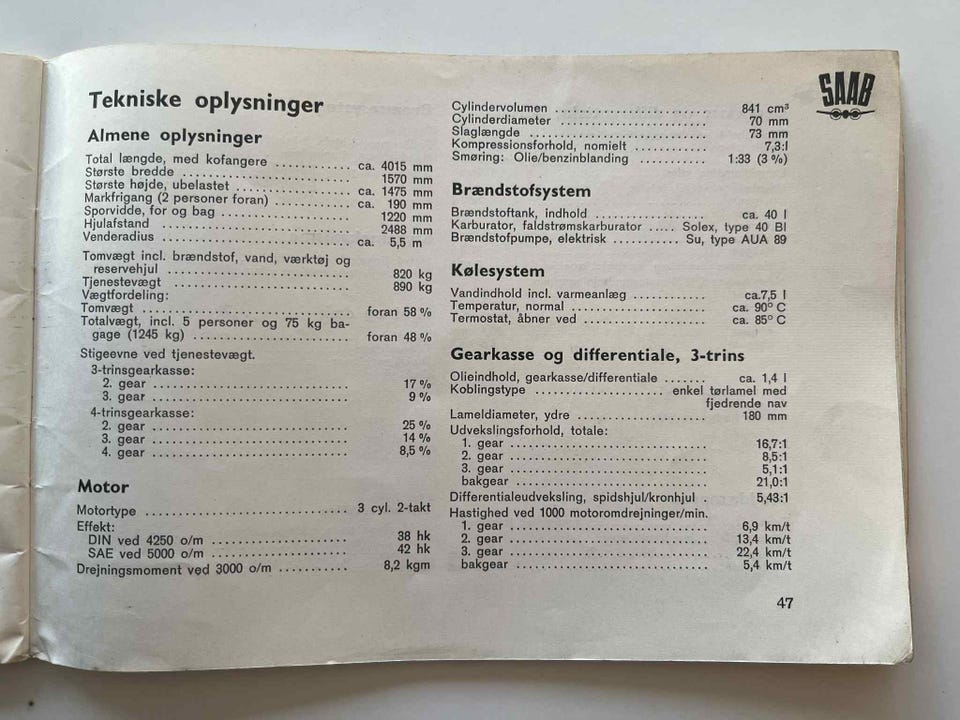 Tekniske oplysninger
Almene oplysninger
Total længde, med kofangere .................. ca. 4015 mm
Største bredde .................. 1570 mm
Største højde, ubelastet .................. ca. 1475 mm
Markfrigang (2 personer foran) .................. ca. 190 mm
Sporvidde, for og bag .................. 1220 mm
Hjulafstand .................. 2488 mm
Venderadius .................. ca. 5,5 m
Tomvægt incl. brændstof, vand, værktøj og
reservehjul .................. 820 kg
Tjenestevægt .................. 890 kg
Vægtfordeling:
Tomvægt .................. foran 58 %
Totalvægt, incl. 5 personer og 75 kg ba-
gage (1245 kg) .................. foran 48 %
Stigeevne ved tjenestevægt.
3-trinsgearkasse:
2. gear .................. 17 %
3. gear .................. 9 %
4-trinsgearkasse:
2. gear .................. 25 %
3. gear .................. 14 %
4. gear .................. 8,5 %
Motor
Motortype .................. 3 cyl. 2-takt
Effekt:
DIN ved 4250 o/m .................. 38 hk
SAE ved 5000 o/m .................. 42 hk
Drejningsmoment ved 3000 o/m .................. 8,2 kgm
SAAB
Cylindervolumen .................. 841 cm³
Cylinderdiameter .................. 70 mm
Slaglængde .................. 73 mm
Kompressionsforhold, nomielt .................. 7,3:l
Smøring: Olie/benzinblanding .................. 1:33 (3 %)
Brændstofsystem
Brændstoftank, indhold .................. ca. 40 l
Karburator, faldstrømskarburator ..... Solex, type 40 BI
Brændstofpumpe, elektrisk .................. Su, type AUA 89
Kølesystem
Vandindhold incl. varmeanlæg .................. ca.7,5 l
Temperatur, normal .................. ca. 90° C
Termostat, åbner ved .................. ca. 85° C
Gearkasse og differentiale, 3-trins
Olieindhold, gearkasse/differentiale ....... ca. 1,4 l
Koblingstype .................. enkel tørlamel med
fjedrende nav
Lameldiameter, ydre .................. 180 mm
Udvekslingsforhold, totale:
1. gear .................. 16,7:1
2. gear .................. 8,5:1
3. gear .................. 5,1:1
bakgear .................. 21,0:1
Differentialeudveksling, spidshjul/kronhjul . 5,43:1
Hastighed ved 1000 motoromdrejninger/min.
1. gear .................. 6,9 km/t
2. gear .................. 13,4 km/t
3. gear .................. 22,4 km/t
bakgear .................. 5,4 km/t
47